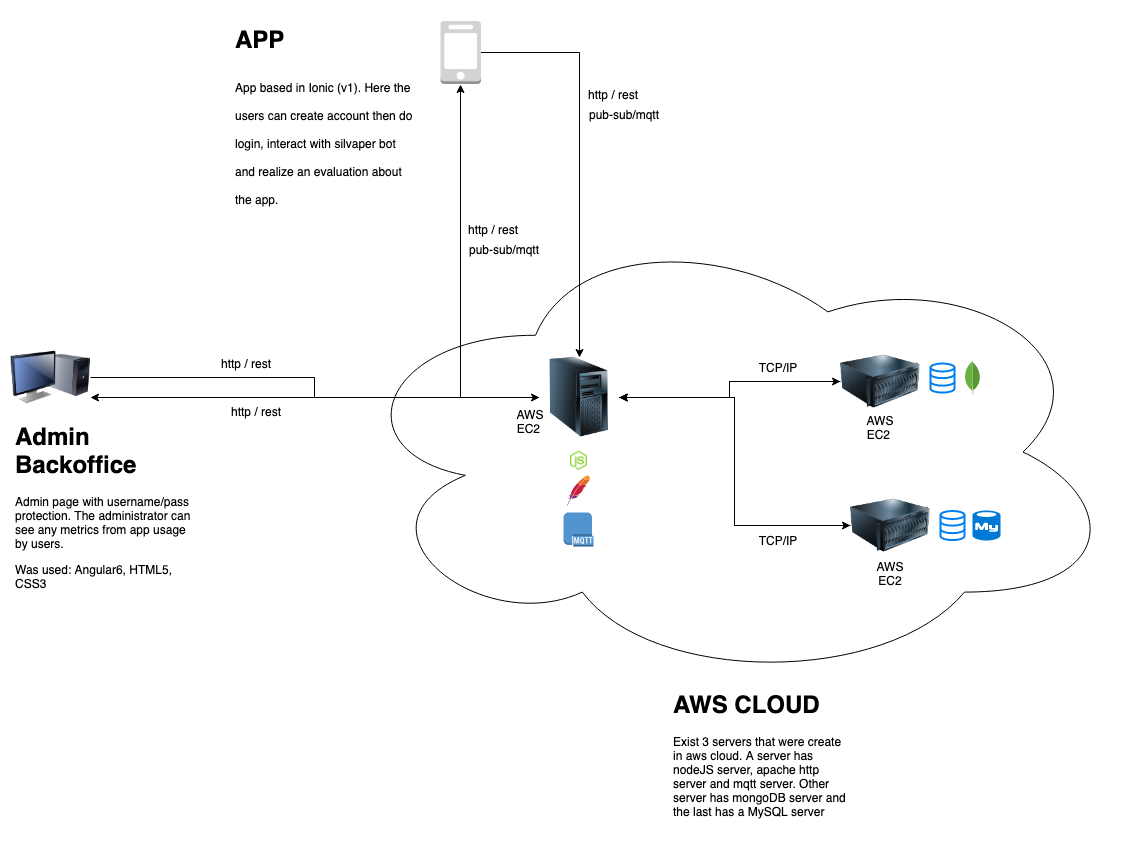 APP
App based in Ionic (v1). Here the
users can create account then do
login, interact with silvaper bot
and realize an evaluation about
the app.
http / rest
pub-sub/mqtt
http / rest
pub-sub/mqtt
http / rest
http / rest
Admin
Backoffice
Admin page with username/pass
protection. The administrator can
see any metrics from app usage
by users.
Was used: Angular6, HTML5,
CSS3
AWS
EC2
JS
MQTT
TCP/IP
AWS
EC2
TCP/IP
My
AWS
EC2
AWS CLOUD
Exist 3 servers that were create
in aws cloud. A server has
nodeJS server, apache http
server and mqtt server. Other
server has mongoDB server and
the last has a MySQL server